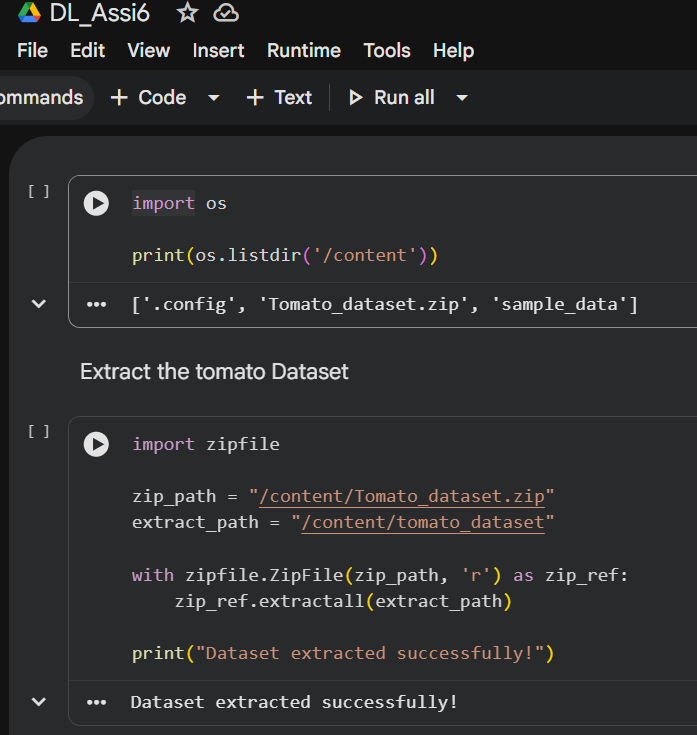 DL_Assi6
File Edit View Insert Runtime Tools Help
ommands + Code + Text Run all
[ ]
import os
print(os.listdir('/content'))
['.config', 'Tomato_dataset.zip', 'sample_data']
Extract the tomato Dataset
[ ]
import zipfile
zip_path = "/content/Tomato_dataset.zip"
extract_path = "/content/tomato_dataset"
with zipfile.ZipFile(zip_path, 'r') as zip_ref:
    zip_ref.extractall(extract_path)
print("Dataset extracted successfully!")
Dataset extracted successfully!